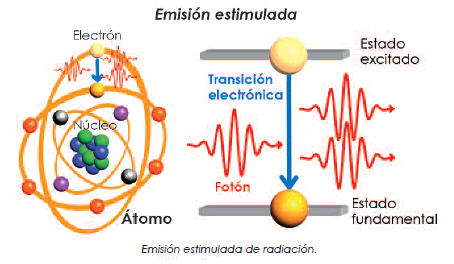 Emisión estimulada
Electrón
Núcleo
Átomo
Estado
excitado
Transición
electrónica
Fotón
Estado
fundamental
Emisión estimulada de radiación.